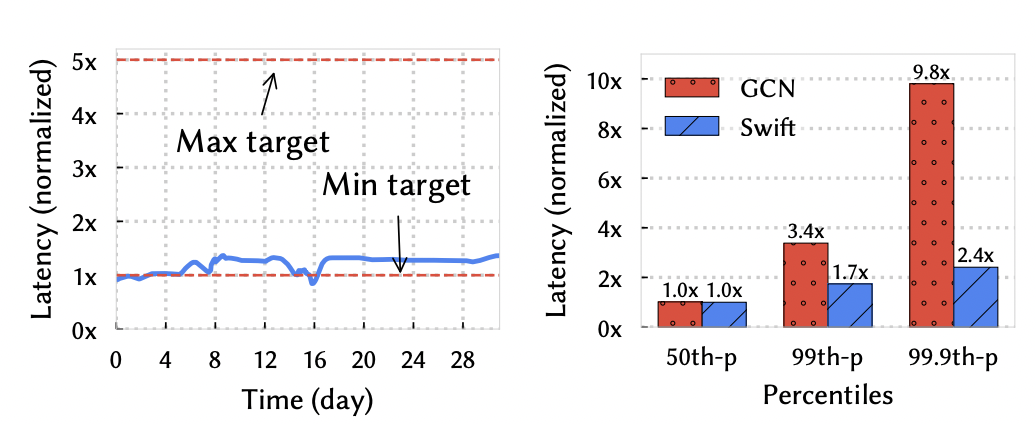 Latency (normalized)
5x
4x
3x
2x
1x
0x
Max target
Min target
0 4 8 12 16 20 24 28
Time (day)
Latency (normalized)
10x
8x
6x
4x
2x
0x
GCN
Swift
1.0x 1.0x
3.4x
1.7x
9.8x
2.4x
50th-p 99th-p 99.9th-p
Percentiles